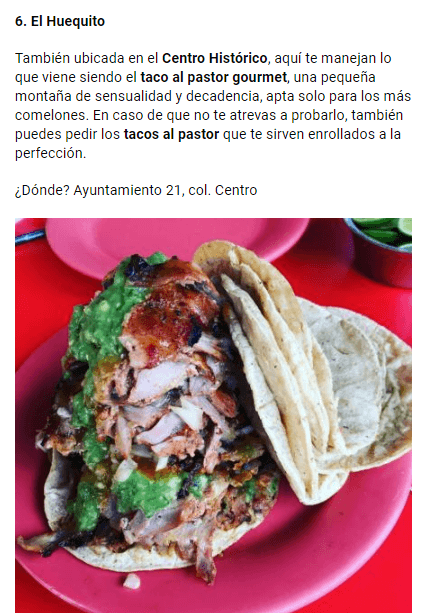 6. El Huequito
También ubicada en el Centro Histórico, aquí te manejan lo
que viene siendo el taco al pastor gourmet, una pequeña
montaña de sensualidad y decadencia, apta solo para los más
comelones. En caso de que no te atrevas a probarlo, también
puedes pedir los tacos al pastor que te sirven enrollados a la
perfección.
¿Dónde? Ayuntamiento 21, col. Centro